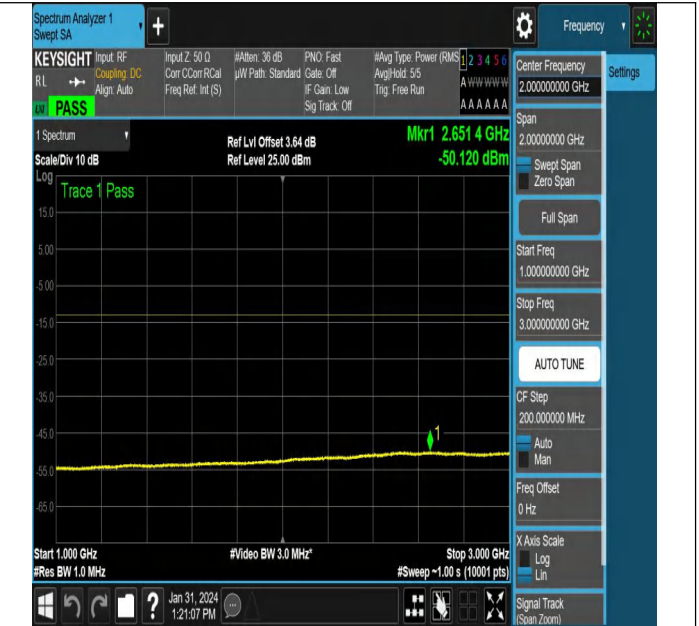 Spectrum Analyzer 1
Swept SA
+
Frequency
KEYSIGHT
Input: RF
Coupling: DC
Align: Auto
Input Z: 50 Ω
Corr CCorr RCal
Freq Ref: Int (S)
#Atten: 36 dB
µW Path: Standard
PNO: Fast
Gate: Off
IF Gain: Low
Sig Track: Off
#Avg Type: Power (RMS
Avg|Hold: 5/5
Trig: Free Run
1 2 3 4 5 6
A W W W W W
A A A A A A
R L
LXI
PASS
1 Spectrum
Scale/Div 10 dB
Ref Lvl Offset 3.64 dB
Ref Level 25.00 dBm
Mkr1 2.651 4 GHz
-50.120 dBm
Log
Trace 1 Pass
15.0
5.00
-5.00
-15.0
-25.0
-35.0
-45.0
-55.0
-65.0
1
Start 1.000 GHz
#Res BW 1.0 MHz
#Video BW 3.0 MHz*
Stop 3.000 GHz
#Sweep ~1.00 s (10001 pts)
?
Jan 31, 2024
1:21:07 PM
Center Frequency
2.000000000 GHz
Span
2.00000000 GHz
Swept Span
Zero Span
Full Span
Start Freq
1.000000000 GHz
Stop Freq
3.000000000 GHz
AUTO TUNE
CF Step
200.000000 MHz
Auto
Man
Freq Offset
0 Hz
X Axis Scale
Log
Lin
Signal Track
(Span Zoom)
Settings